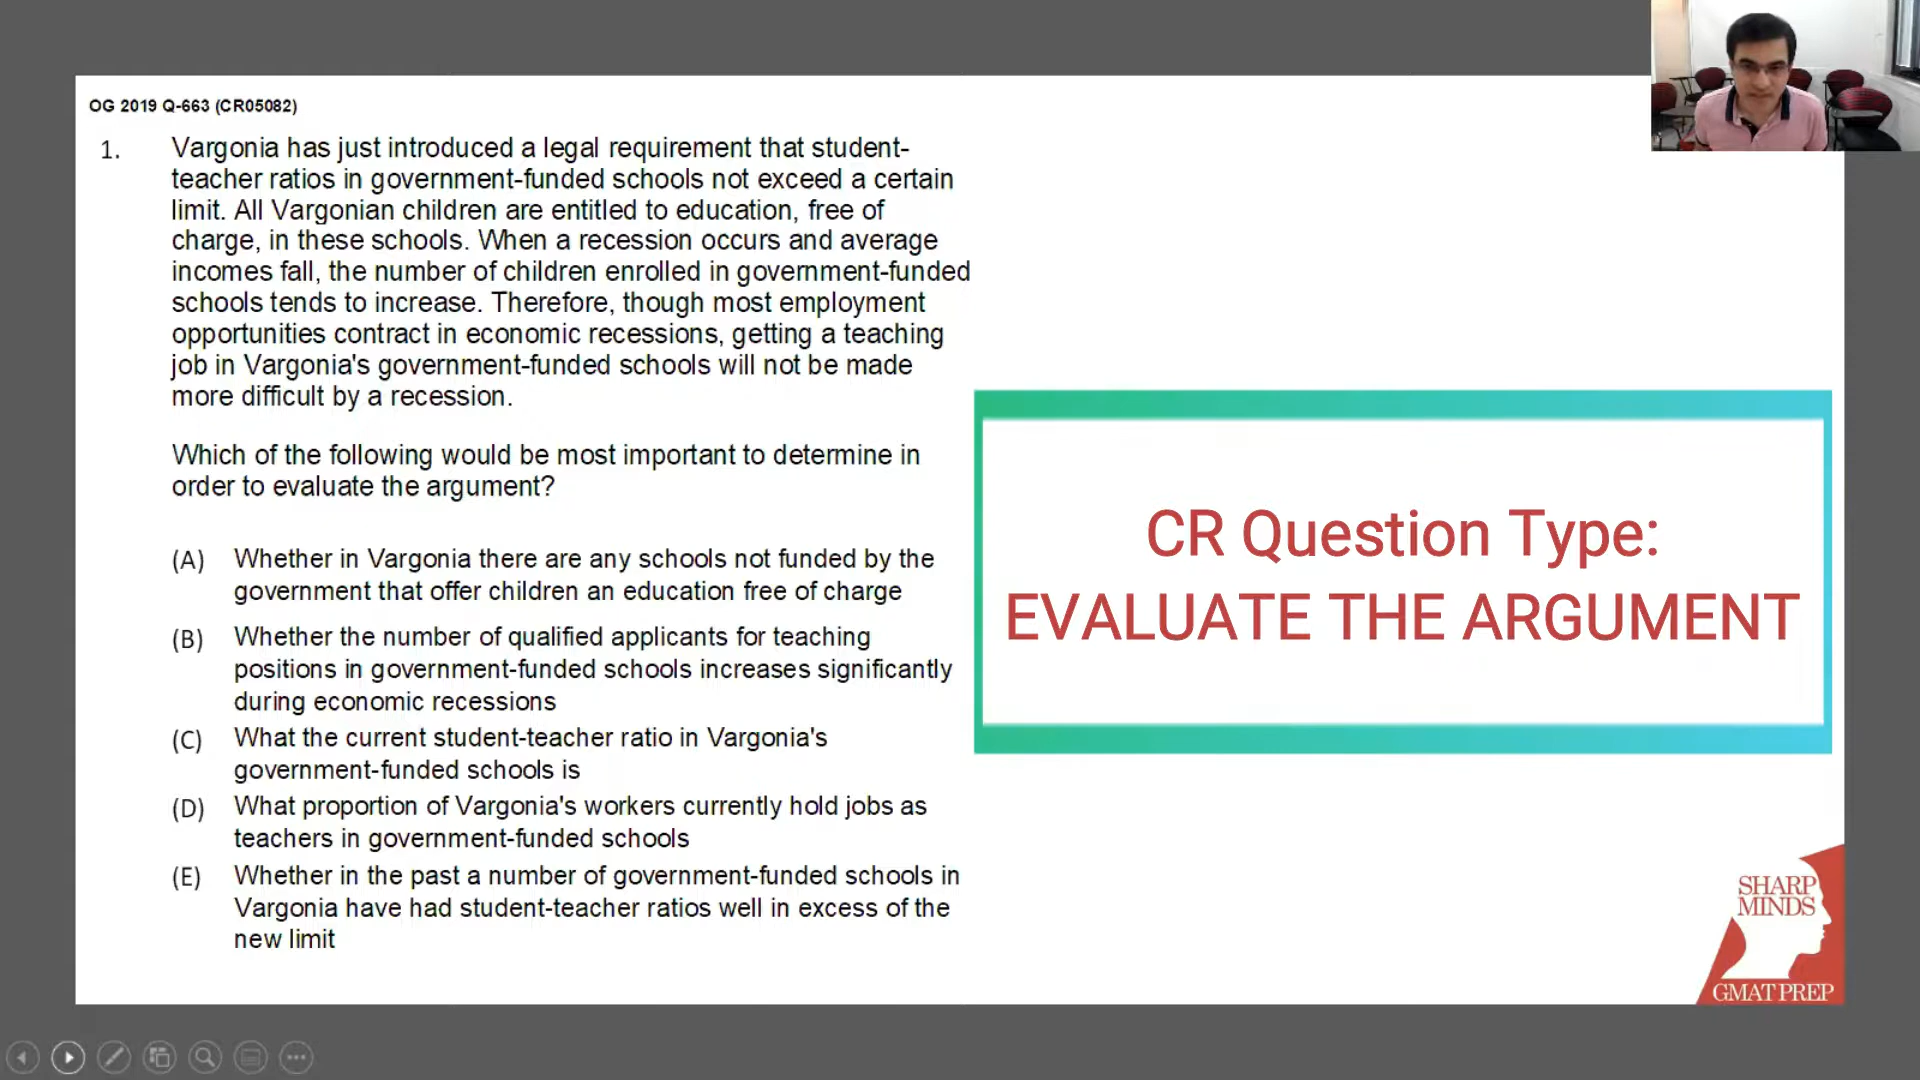 OG 2019 Q-663 (CR05082)
1. Vargonia has just introduced a legal requirement that student-
teacher ratios in government-funded schools not exceed a certain
limit. All Vargonian children are entitled to education, free of
charge, in these schools. When a recession occurs and average
incomes fall, the number of children enrolled in government-funded
schools tends to increase. Therefore, though most employment
opportunities contract in economic recessions, getting a teaching
job in Vargonia's government-funded schools will not be made
more difficult by a recession.
Which of the following would be most important to determine in
order to evaluate the argument?
(A) Whether in Vargonia there are any schools not funded by the
government that offer children an education free of charge
(B) Whether the number of qualified applicants for teaching
positions in government-funded schools increases significantly
during economic recessions
(C) What the current student-teacher ratio in Vargonia's
government-funded schools is
(D) What proportion of Vargonia's workers currently hold jobs as
teachers in government-funded schools
(E) Whether in the past a number of government-funded schools in
Vargonia have had student-teacher ratios well in excess of the
new limit
CR Question Type:
EVALUATE THE ARGUMENT
SHARP
MINDS
GMAT PREP